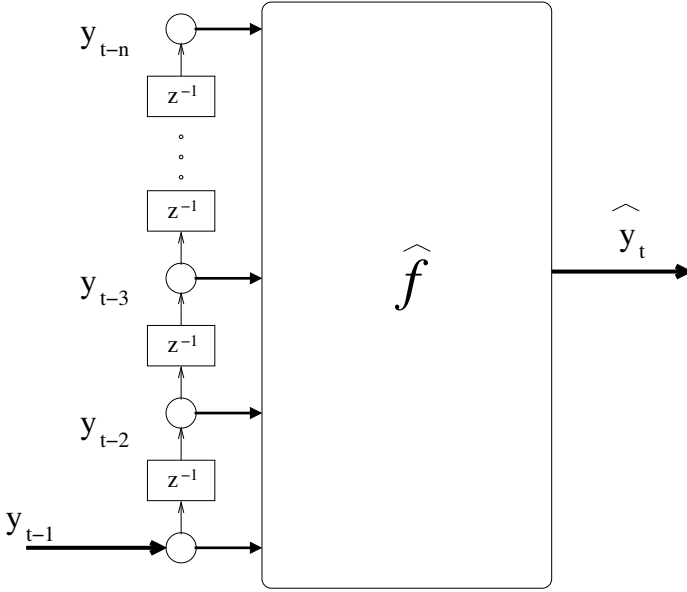 y t−n
z⁻¹
z⁻¹
ŷ t
f̂
y t−3
z⁻¹
y t−2
z⁻¹
y t−1